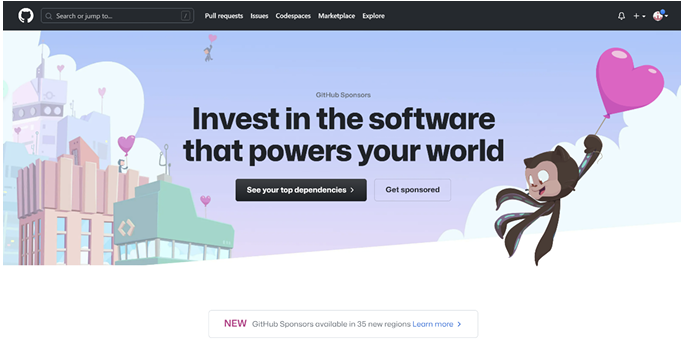 Search or jump to... /
Pull requests Issues Codespaces Marketplace Explore
GitHub Sponsors
Invest in the software
that powers your world
See your top dependencies
Get sponsored
NEW GitHub Sponsors available in 35 new regions Learn more